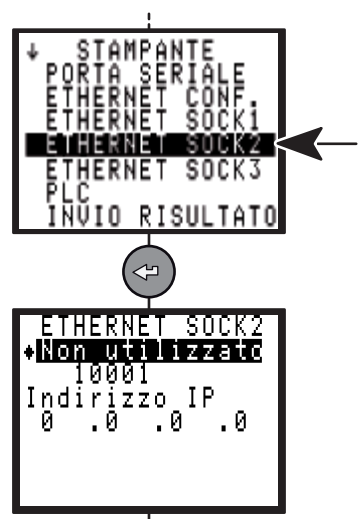 STAMPANTE
PORTA SERIALE
ETHERNET CONF.
ETHERNET SOCK1
ETHERNET SOCK2
ETHERNET SOCK3
PLC
INVIO RISULTATO
ETHERNET SOCK2
Non utilizzato
10001
Indirizzo IP
0 .0 .0 .0